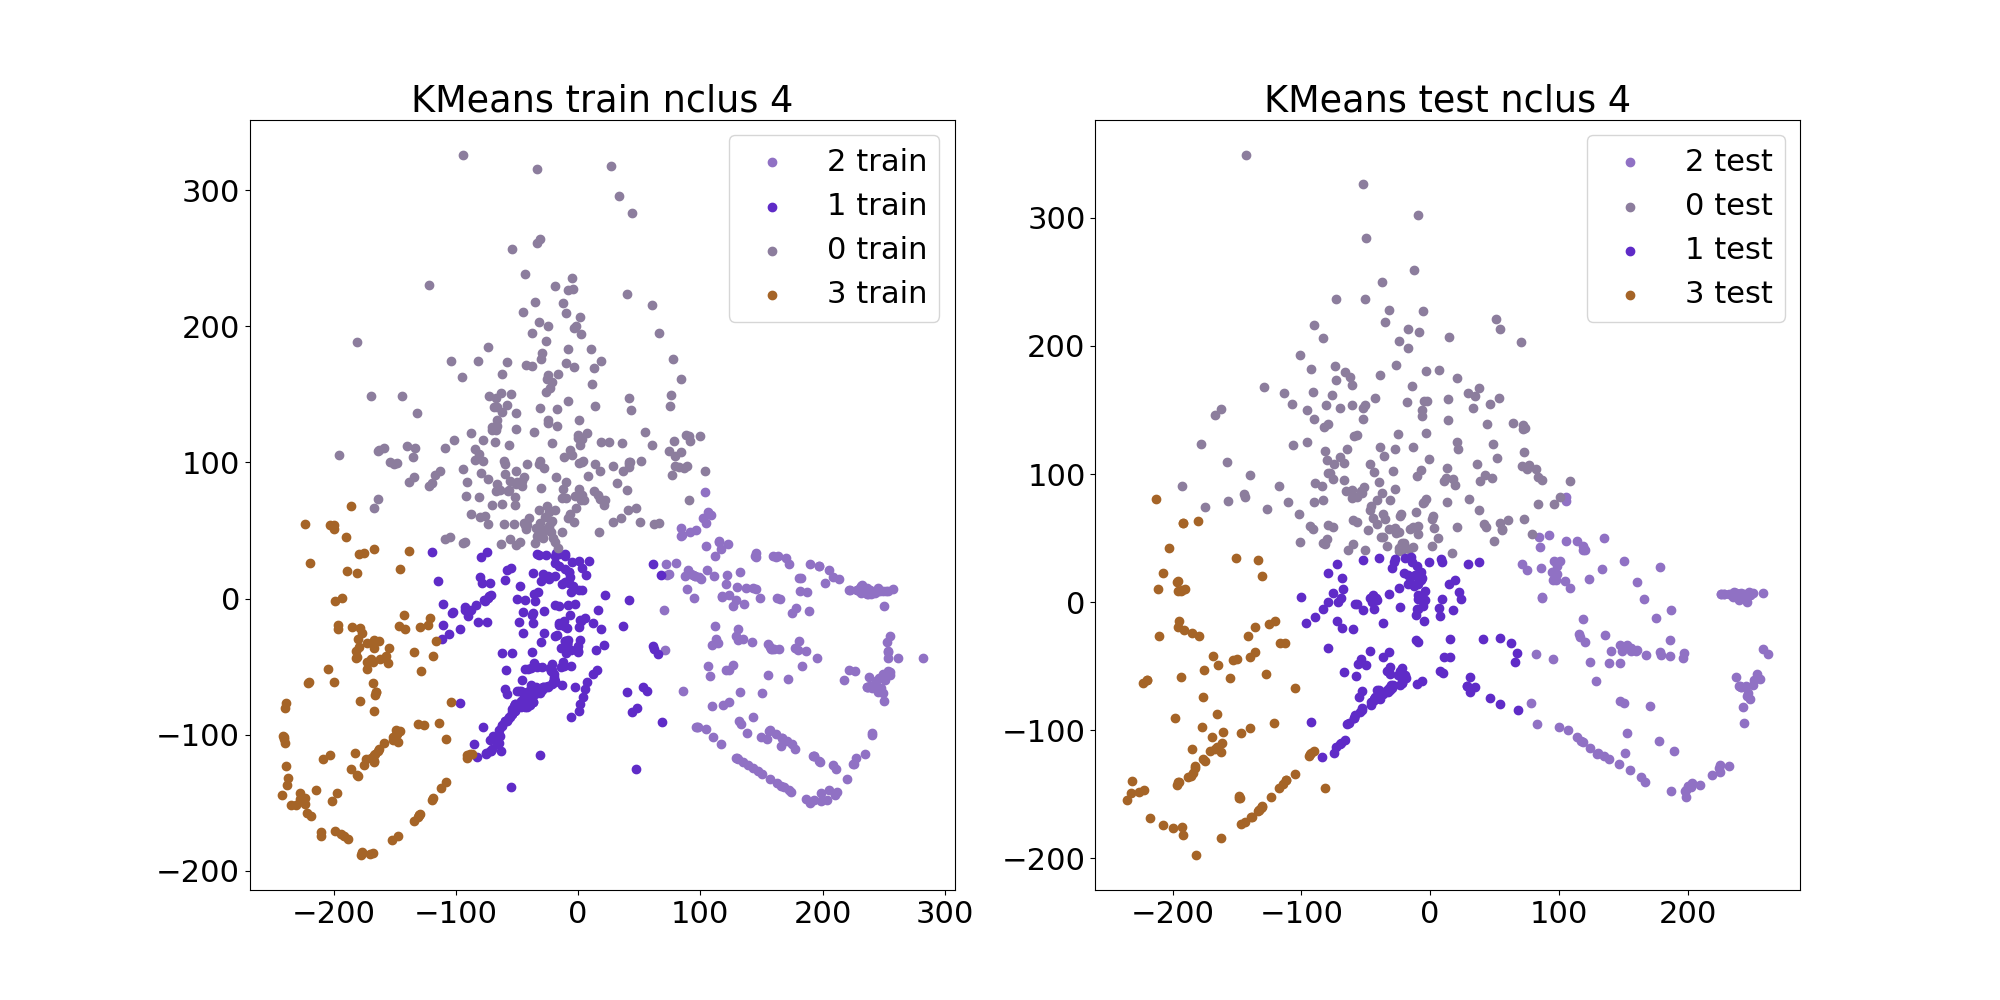 KMeans train nclus 4
2 train
1 train
0 train
3 train
300
200
100
0
−100
−200
−200 −100 0 100 200 300
KMeans test nclus 4
2 test
0 test
1 test
3 test
300
200
100
0
−100
−200
−200 −100 0 100 200